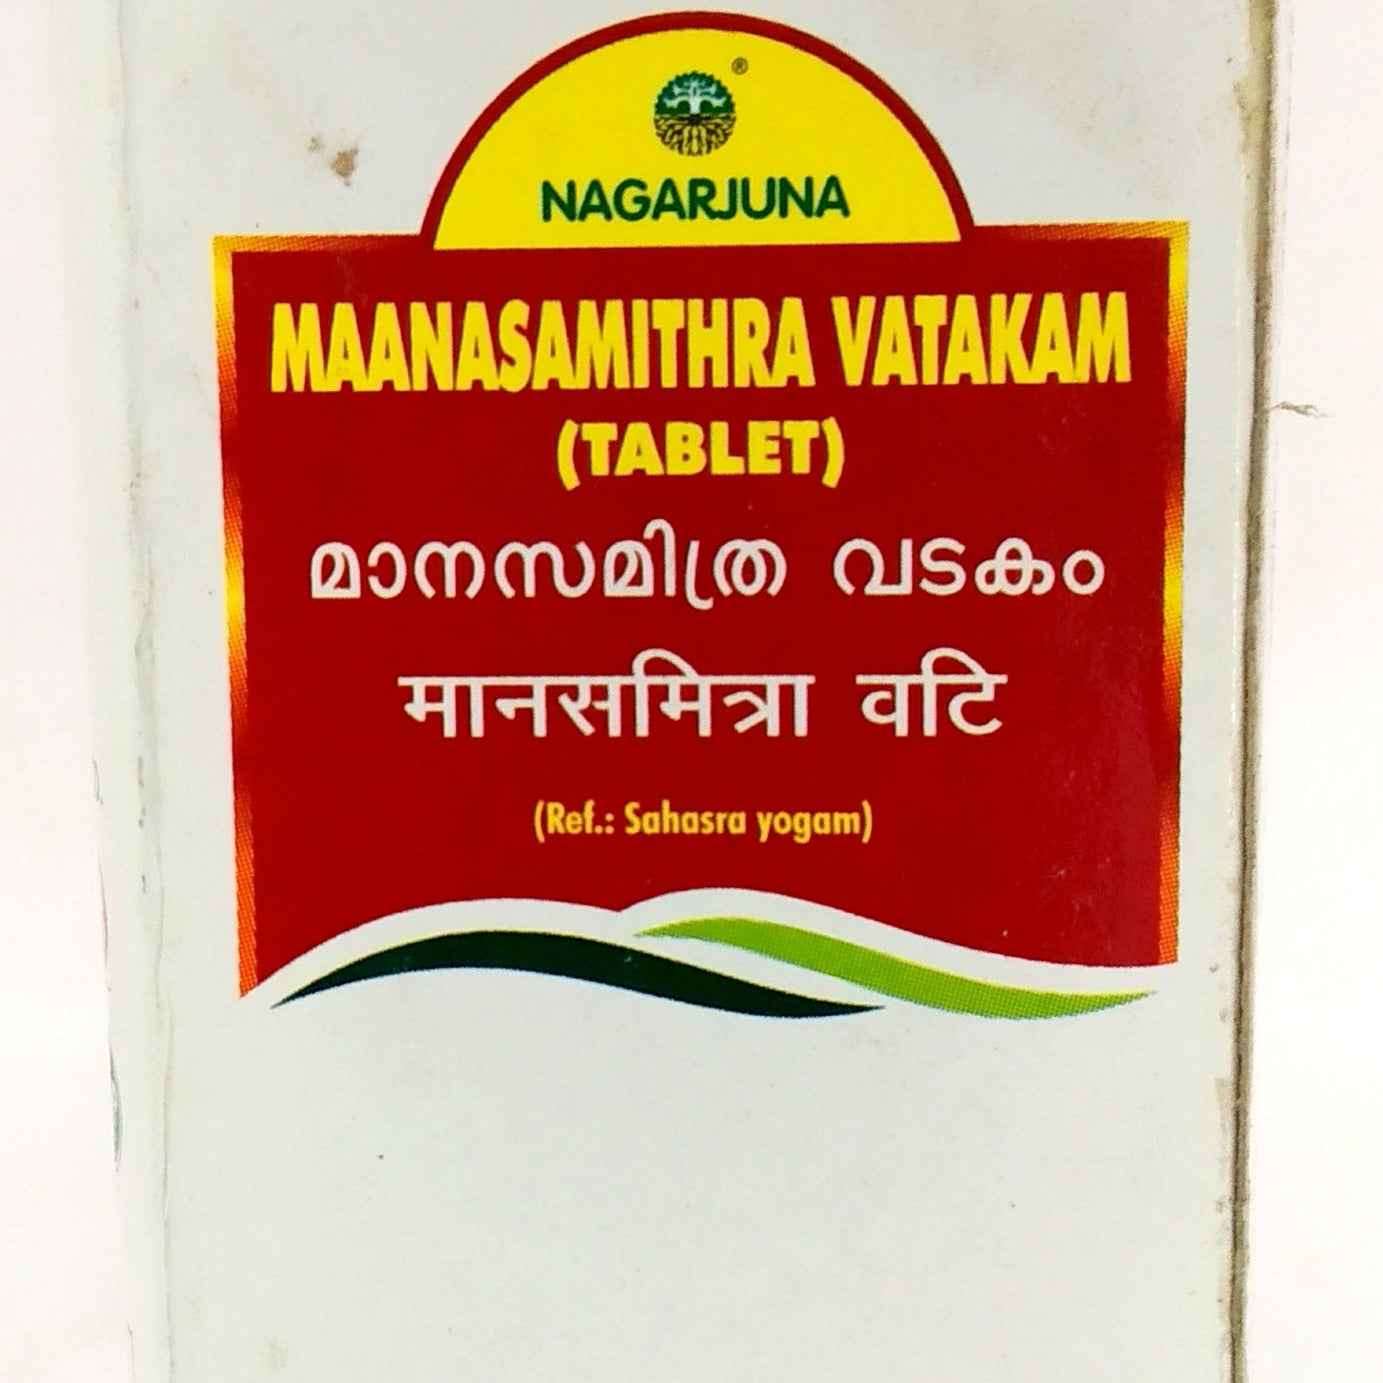 ®
NAGARJUNA
MAANASAMITHRA VATAKAM
(TABLET)
മാനസമിത്ര വടകം
मानसमित्रा वटि
(Ref.: Sahasra yogam)